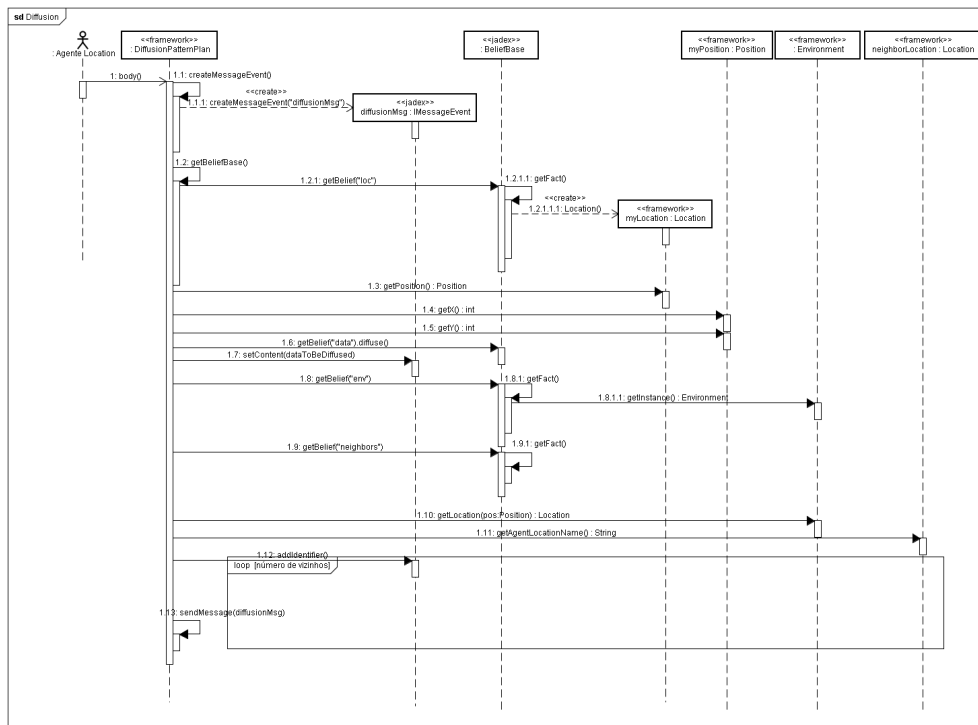 sd Diffusion
: Agente Location
<<framework>>
: DiffusionPatternPlan
<<jadex>>
: BeliefBase
<<framework>>
myPosition : Position
<<framework>>
: Environment
<<framework>>
neighborLocation : Location
1: body()
1.1: createMessageEvent()
<<create>>
1.1.1: createMessageEvent("diffusionMsg")
<<jadex>>
diffusionMsg : IMessageEvent
1.2: getBeliefBase()
1.2.1: getBelief("loc")
1.2.1.1: getFact()
<<create>>
1.2.1.1.1: Location()
<<framework>>
myLocation : Location
1.3: getPosition() : Position
1.4: getX() : int
1.5: getY() : int
1.6: getBelief("data").diffuse()
1.7: setContent(dataToBeDiffused)
1.8: getBelief("env")
1.8.1: getFact()
1.8.1.1: getInstance() : Environment
1.9: getBelief("neighbors")
1.9.1: getFact()
1.10: getLocation(pos:Position) : Location
1.11: getAgentLocationName() : String
1.12: addIdentifier()
loop [número de vizinhos]
1.13: sendMessage(diffusionMsg)